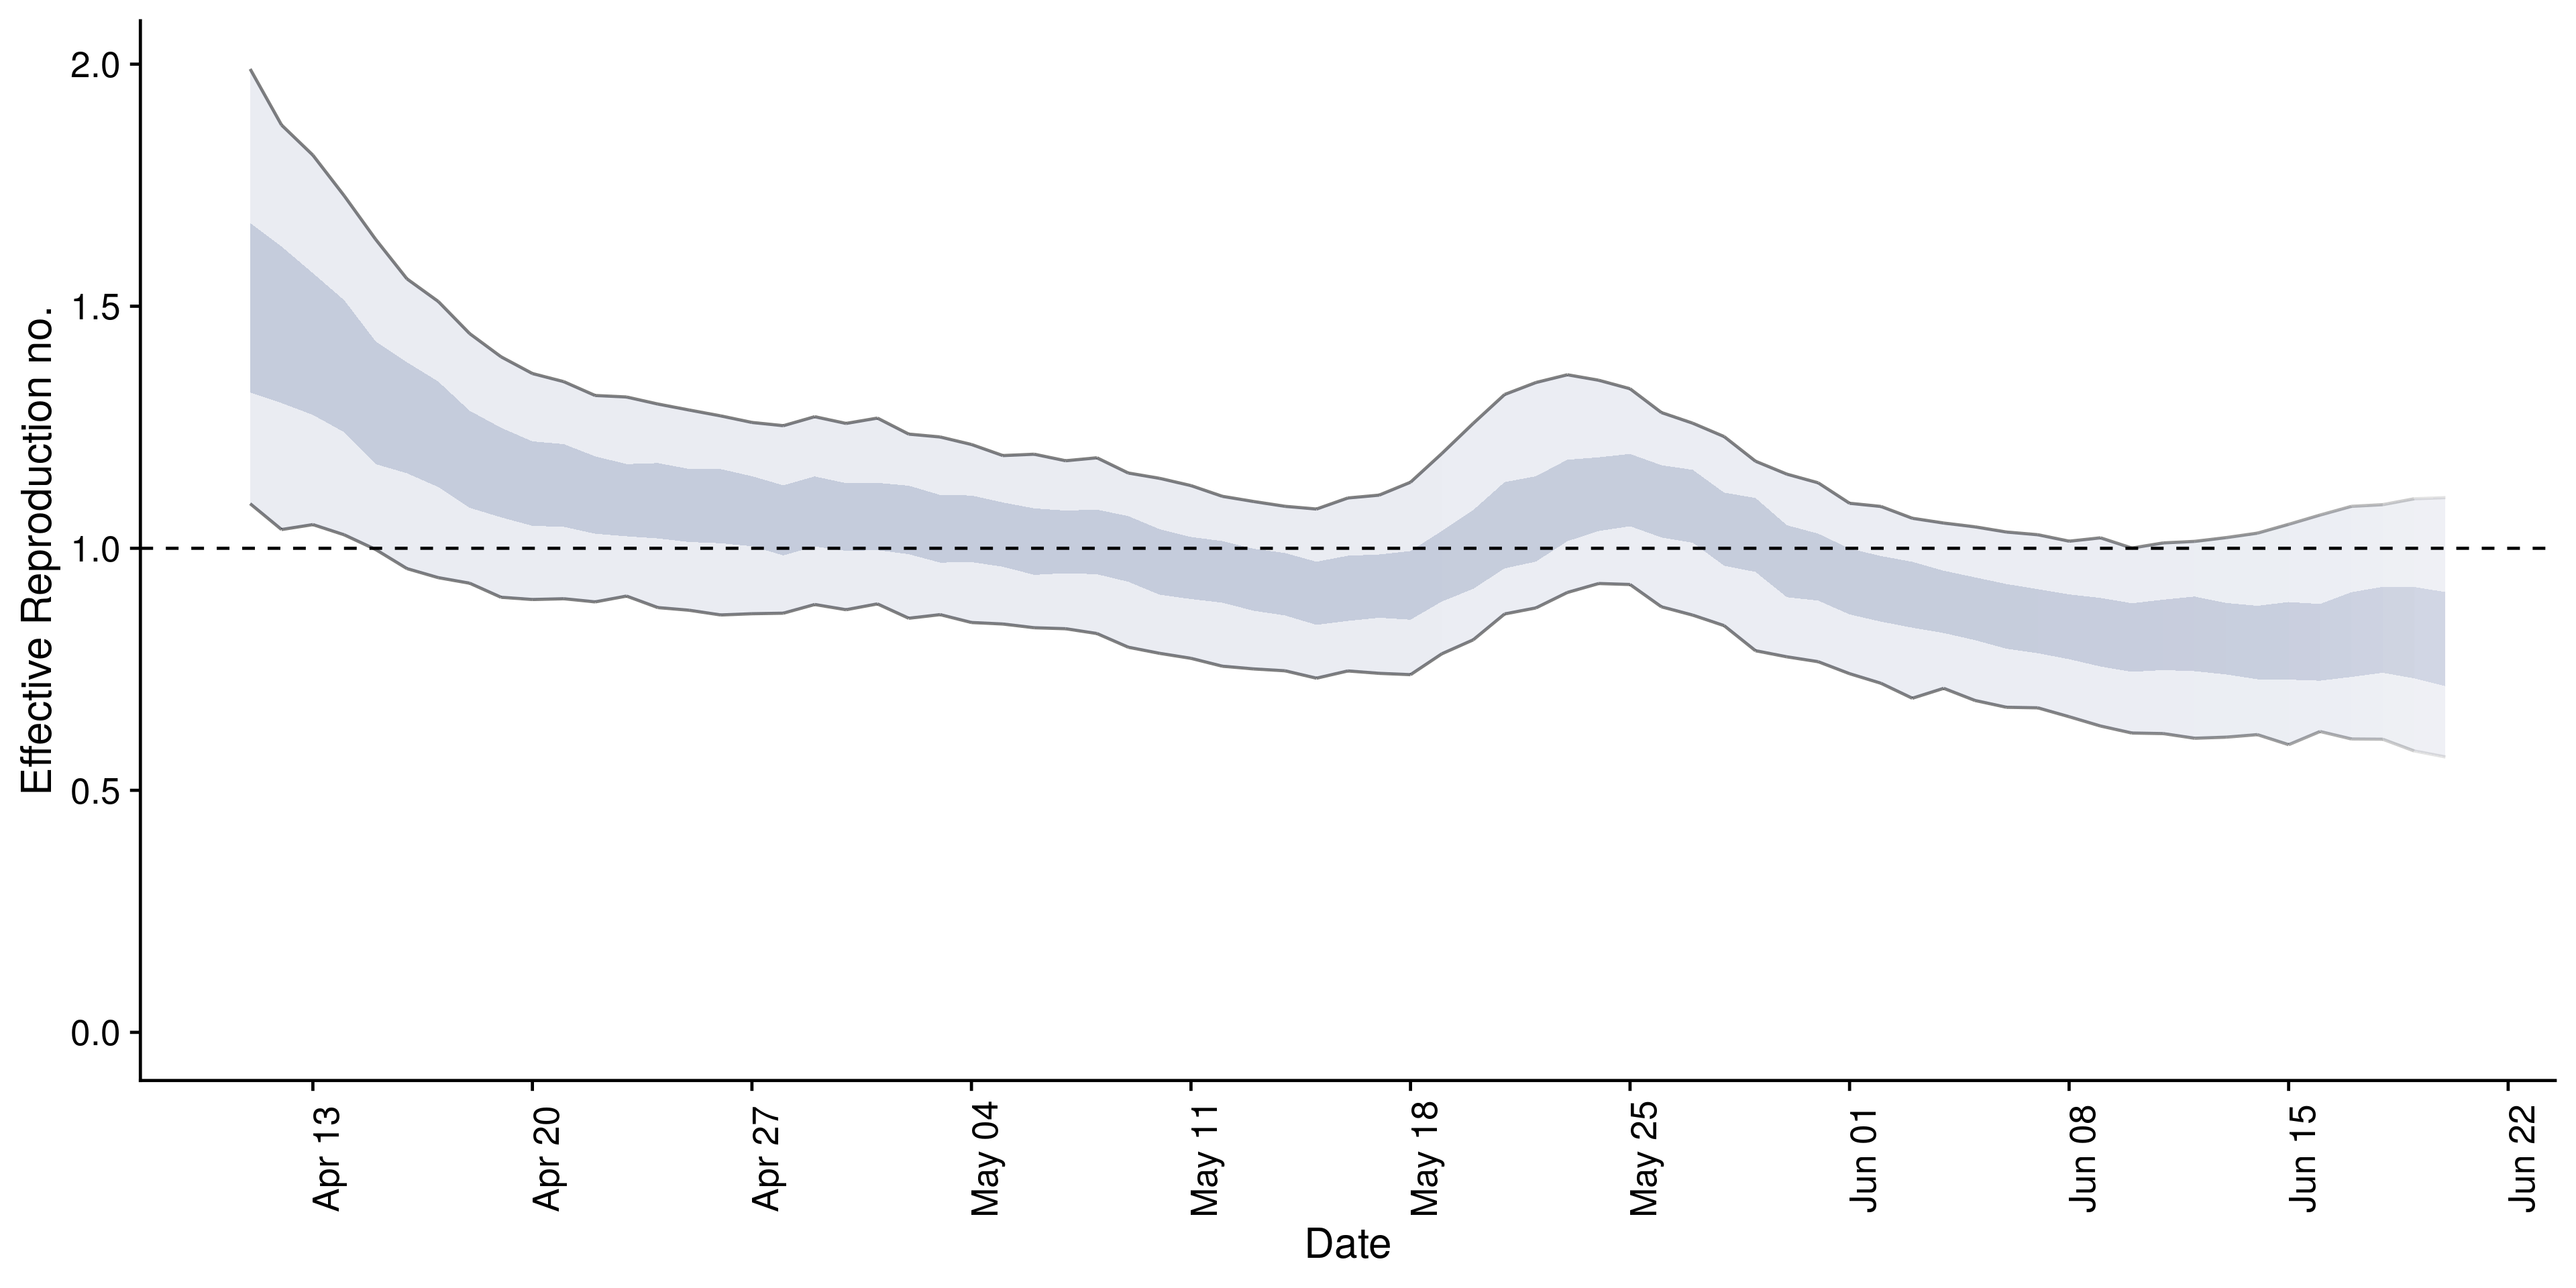 Effective Reproduction no.
2.0
1.5
1.0
0.5
0.0
Apr 13
Apr 20
Apr 27
May 04
May 11
May 18
May 25
Jun 01
Jun 08
Jun 15
Jun 22
Date